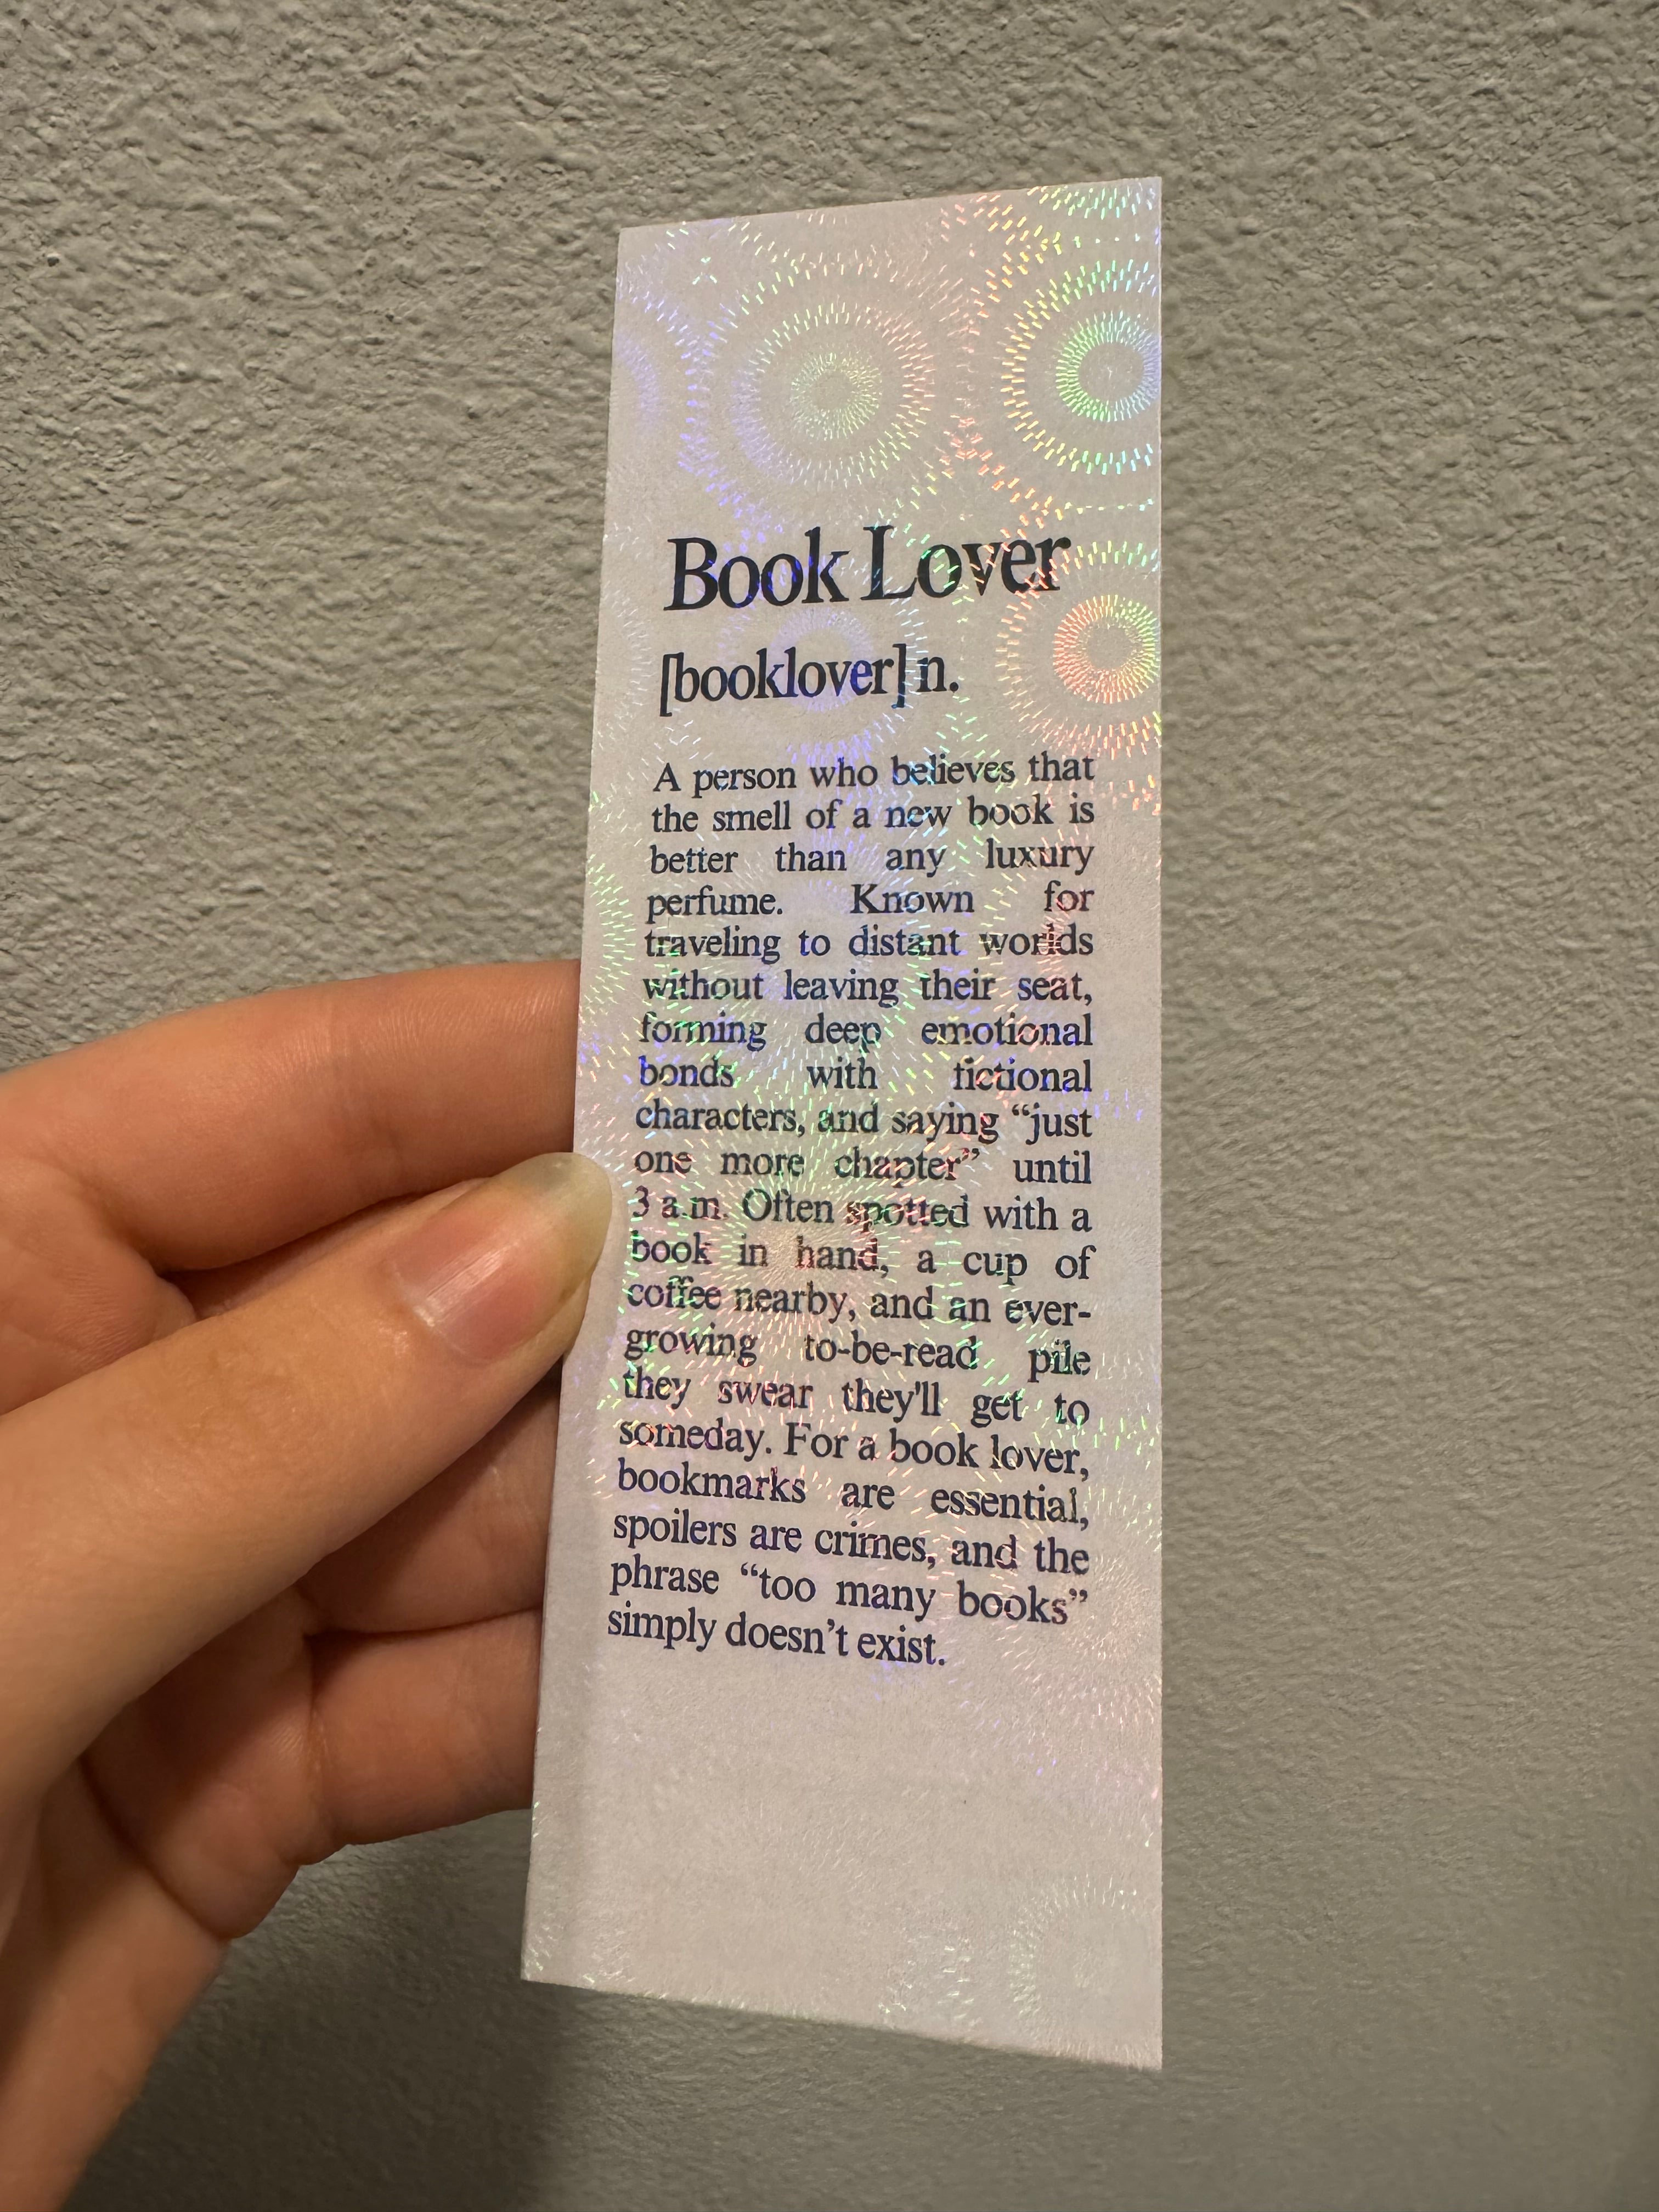 Book Lover
[booklover] n.
A person who believes that
the smell of a new book is
better than any luxury
perfume. Known for
traveling to distant worlds
without leaving their seat,
forming deep emotional
bonds with fictional
characters, and saying “just
one more chapter” until
3 a.m. Often spotted with a
book in hand, a cup of
coffee nearby, and an ever-
growing to-be-read pile
they swear they'll get to
someday. For a book lover,
bookmarks are essential,
spoilers are crimes, and the
phrase “too many books”
simply doesn’t exist.